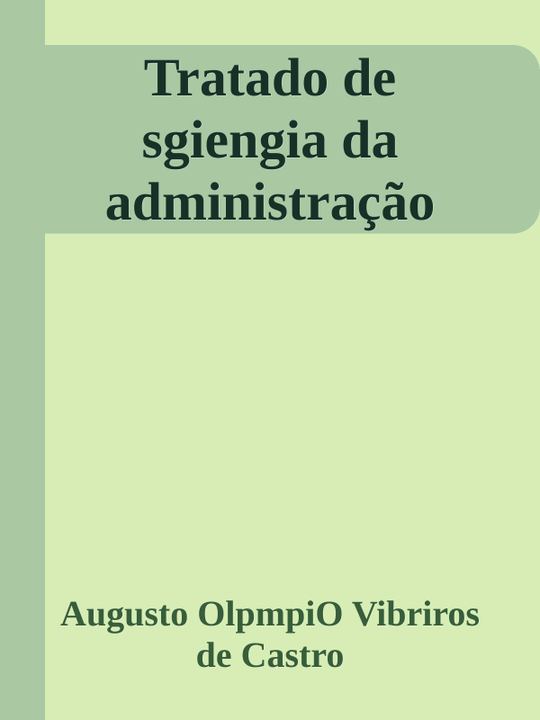 Tratado de
sgiengia da
administração
Augusto OlpmpiO Vibriros
de Castro